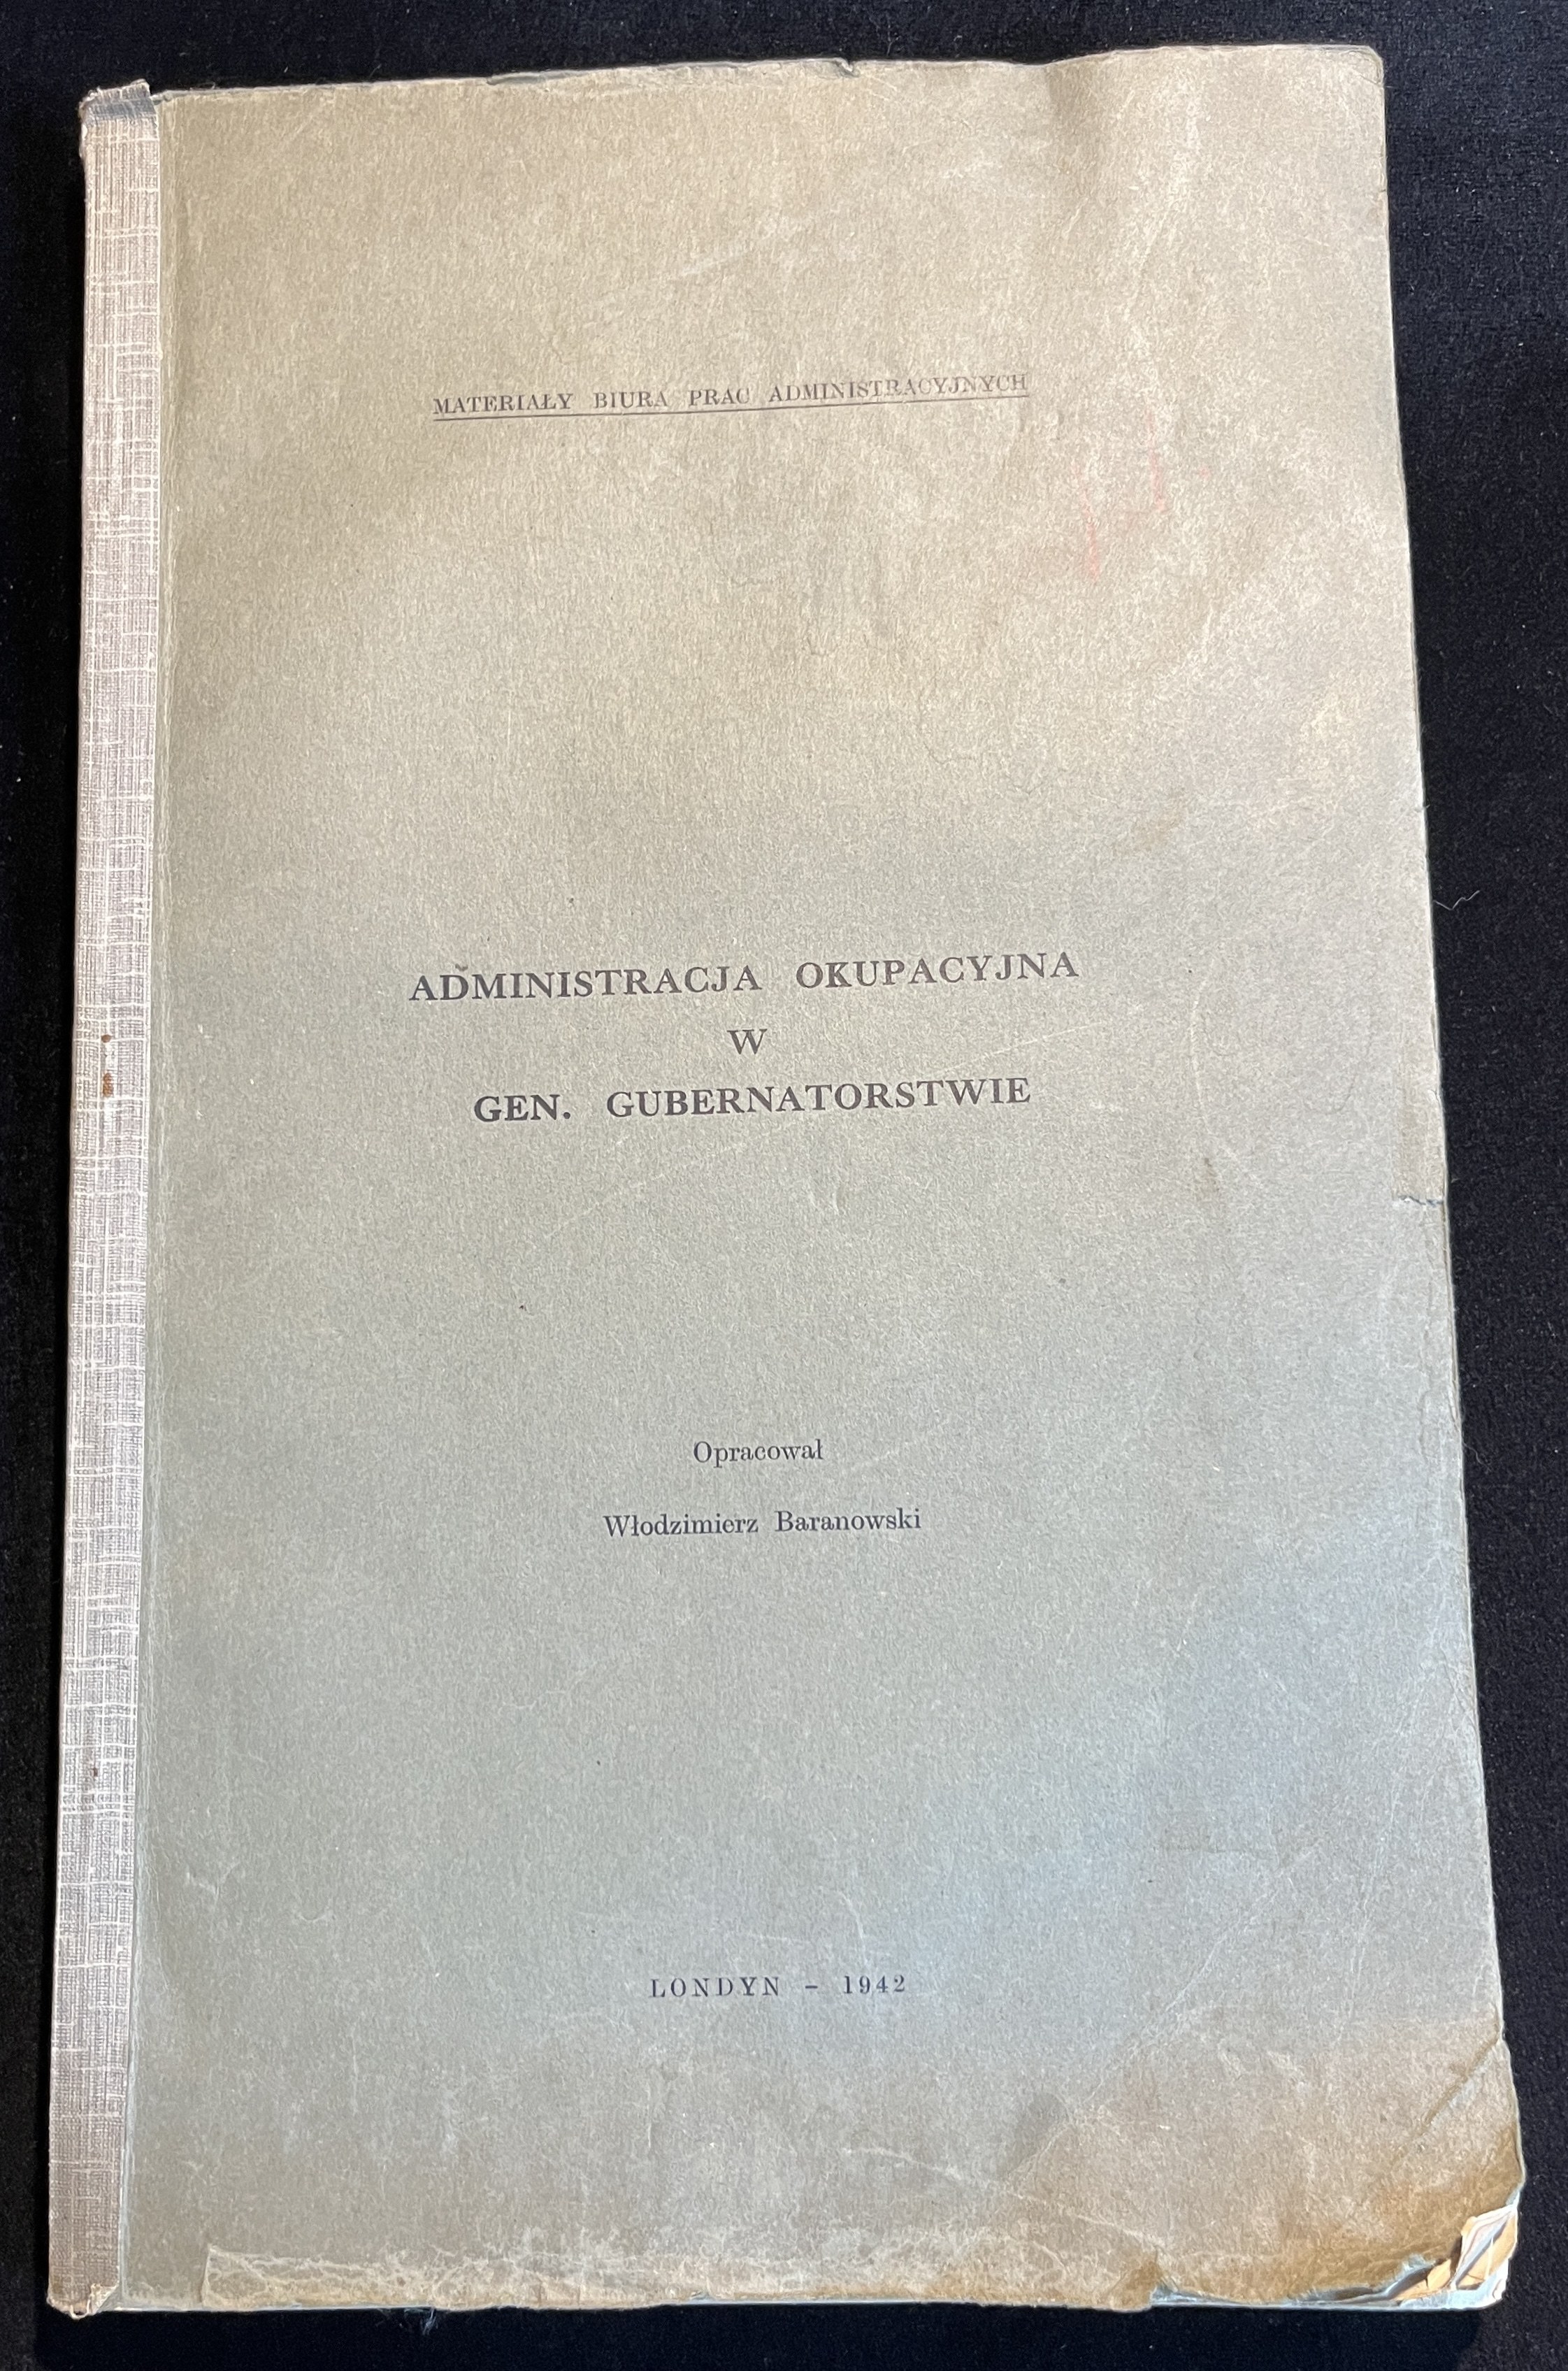 MATERIAŁY BIURA PRAC ADMINISTRACYJNYCH
ADMINISTRACJA OKUPACYJNA
W
GEN. GUBERNATORSTWIE
Opracował
Włodzimierz Baranowski
LONDYN - 1942